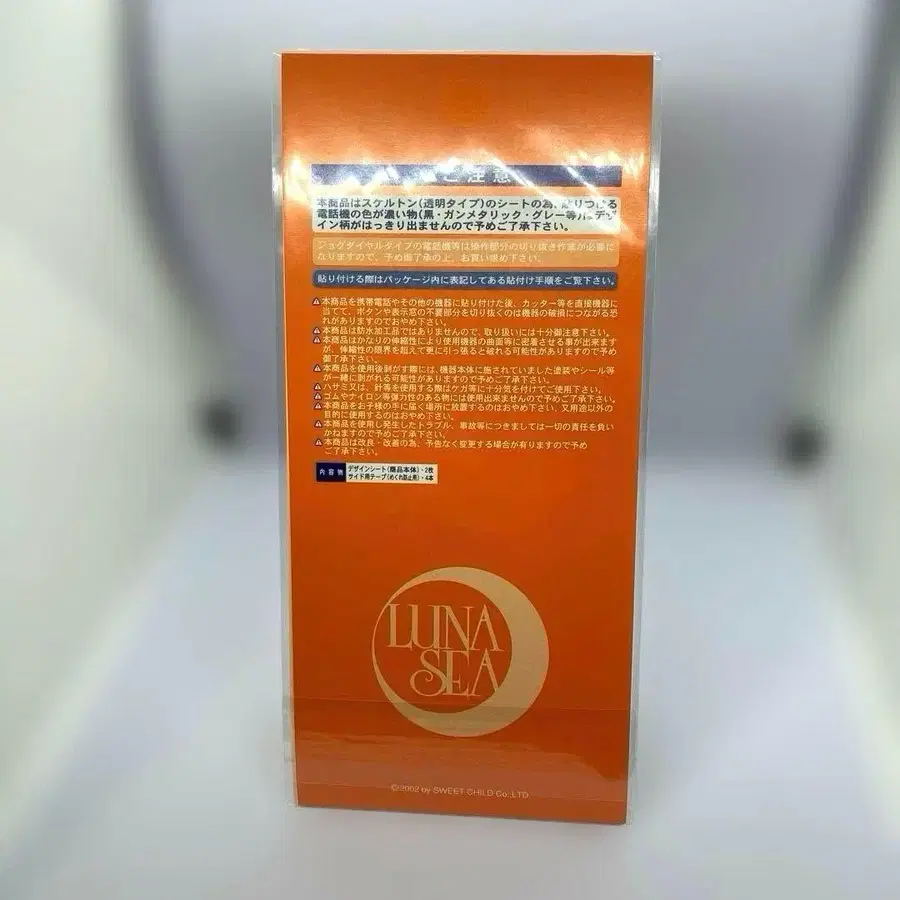 ご注意
本商品はスケルトン(透明タイプ)のシートの為、貼りつける
電話機の色が濃い物(黒・ガンメタリック・グレー等)はデザ
イン柄がはっきり出ませんので予めご了承下さい。
ジョグダイヤルタイプの電話機等は操作部分の切り抜き作業が必要に
なりますので、予め御了承の上、お買い求め下さい。
貼り付ける際はパッケージ内に表記してある貼付け手順をご覧下さい。
本商品を携帯電話やその他の機器に貼り付けた後、カッター等を直接機器に
当てて、ボタンや表示窓の不要部分を切り抜くのは機器の破損につながる恐
れがありますのでおやめ下さい。
本商品は防水加工品ではありませんので、取り扱いには十分御注意下さい。
本商品はかなりの伸縮性により使用機器の曲面等に密着させる事が出来ます
が、伸縮性の限界を超えて更に引っ張ると破れる可能性がありますので予め
御了承下さい。
本商品を使用後剥がす際には、機器本体に施されていました塗装やシール等
が一緒に剥がれる可能性がありますので予めご了承下さい。
ハサミ又は、針等を使用する際はケガ等に十分気を付けてご使用下さい。
ゴムやナイロン等弾力性のある物には使用出来ませんので予めご了承下さい。
本商品をお子様の手に届く場所に放置するのはおやめ下さい。又用途以外の
目的に使用するのはおやめ下さい。
本商品を使用し発生したトラブル、事故等につきましては一切の責任を負い
かねますので予めご了承下さい。
本商品は改良・改善の為、予告なく変更する場合が有りますので予め
ご了承下さい。
内容物
デザインシート(商品本体)・2枚
サイド用テープ(めくれ防止用)・4本
LUNA
SEA
©2002 by SWEET CHILD Co.,LTD